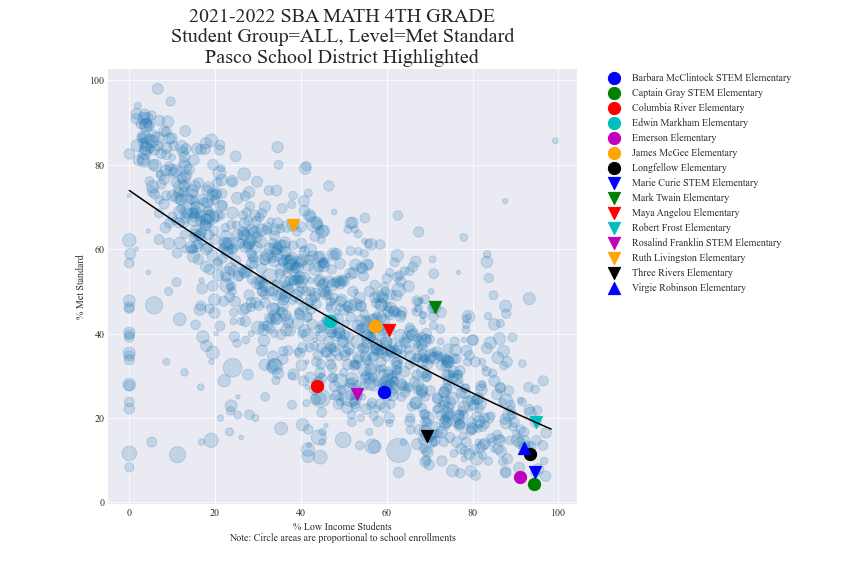 2021-2022 SBA MATH 4TH GRADE
Student Group=ALL, Level=Met Standard
Pasco School District Highlighted
% Met Standard
100
80
60
40
20
0
0 20 40 60 80 100
% Low Income Students
Note: Circle areas are proportional to school enrollments
Barbara McClintock STEM Elementary
Captain Gray STEM Elementary
Columbia River Elementary
Edwin Markham Elementary
Emerson Elementary
James McGee Elementary
Longfellow Elementary
Marie Curie STEM Elementary
Mark Twain Elementary
Maya Angelou Elementary
Robert Frost Elementary
Rosalind Franklin STEM Elementary
Ruth Livingston Elementary
Three Rivers Elementary
Virgie Robinson Elementary